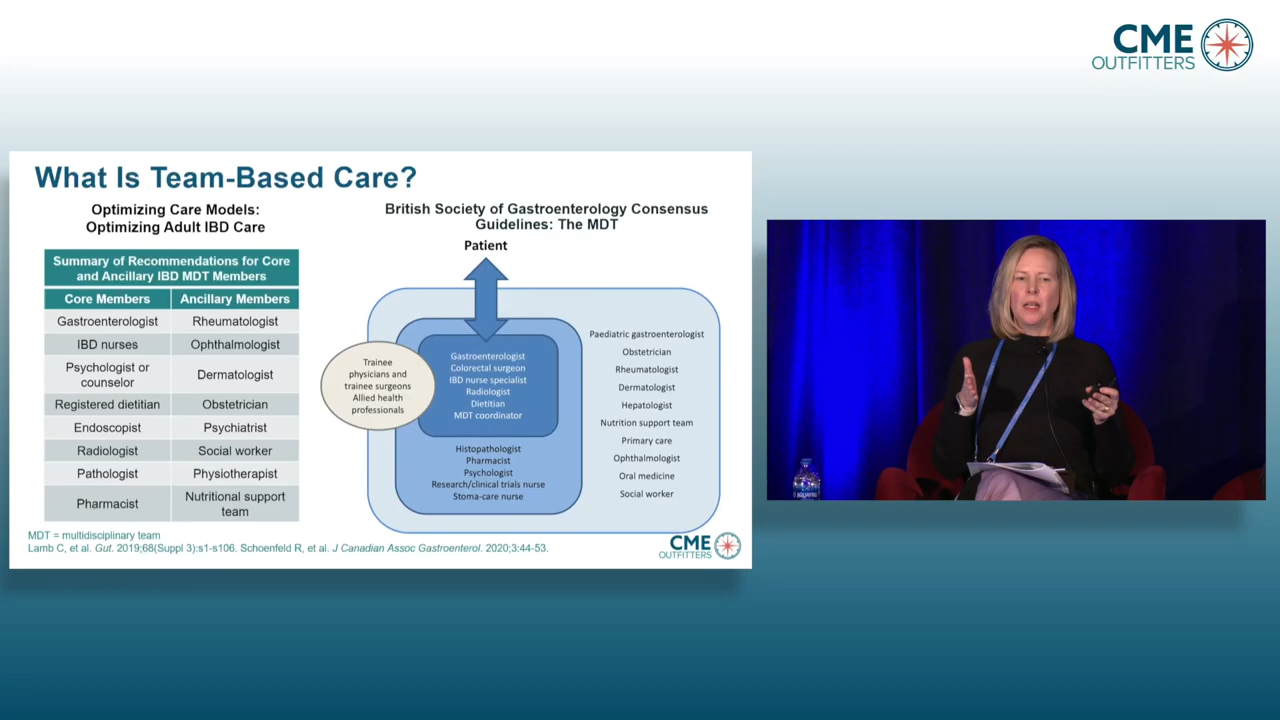 CME
OUTFITTERS
What Is Team-Based Care?
Optimizing Care Models:
Optimizing Adult IBD Care
Summary of Recommendations for Core
and Ancillary IBD MDT Members
Core Members
Ancillary Members
Gastroenterologist
Rheumatologist
IBD nurses
Ophthalmologist
Psychologist or
counselor
Dermatologist
Registered dietitian
Obstetrician
Endoscopist
Psychiatrist
Radiologist
Social worker
Pathologist
Physiotherapist
Pharmacist
Nutritional support
team
British Society of Gastroenterology Consensus
Guidelines: The MDT
Patient
Trainee
physicians and
trainee surgeons
Allied health
professionals
Gastroenterologist
Colorectal surgeon
IBD nurse specialist
Radiologist
Dietitian
MDT coordinator
Histopathologist
Pharmacist
Psychologist
Research/clinical trials nurse
Stoma-care nurse
Paediatric gastroenterologist
Obstetrician
Rheumatologist
Dermatologist
Hepatologist
Nutrition support team
Primary care
Ophthalmologist
Oral medicine
Social worker
MDT = multidisciplinary team
Lamb C, et al. Gut. 2019;68(Suppl 3):s1-s106. Schoenfeld R, et al. J Canadian Assoc Gastroenterol. 2020;3:44-53.
CME
OUTFITTERS